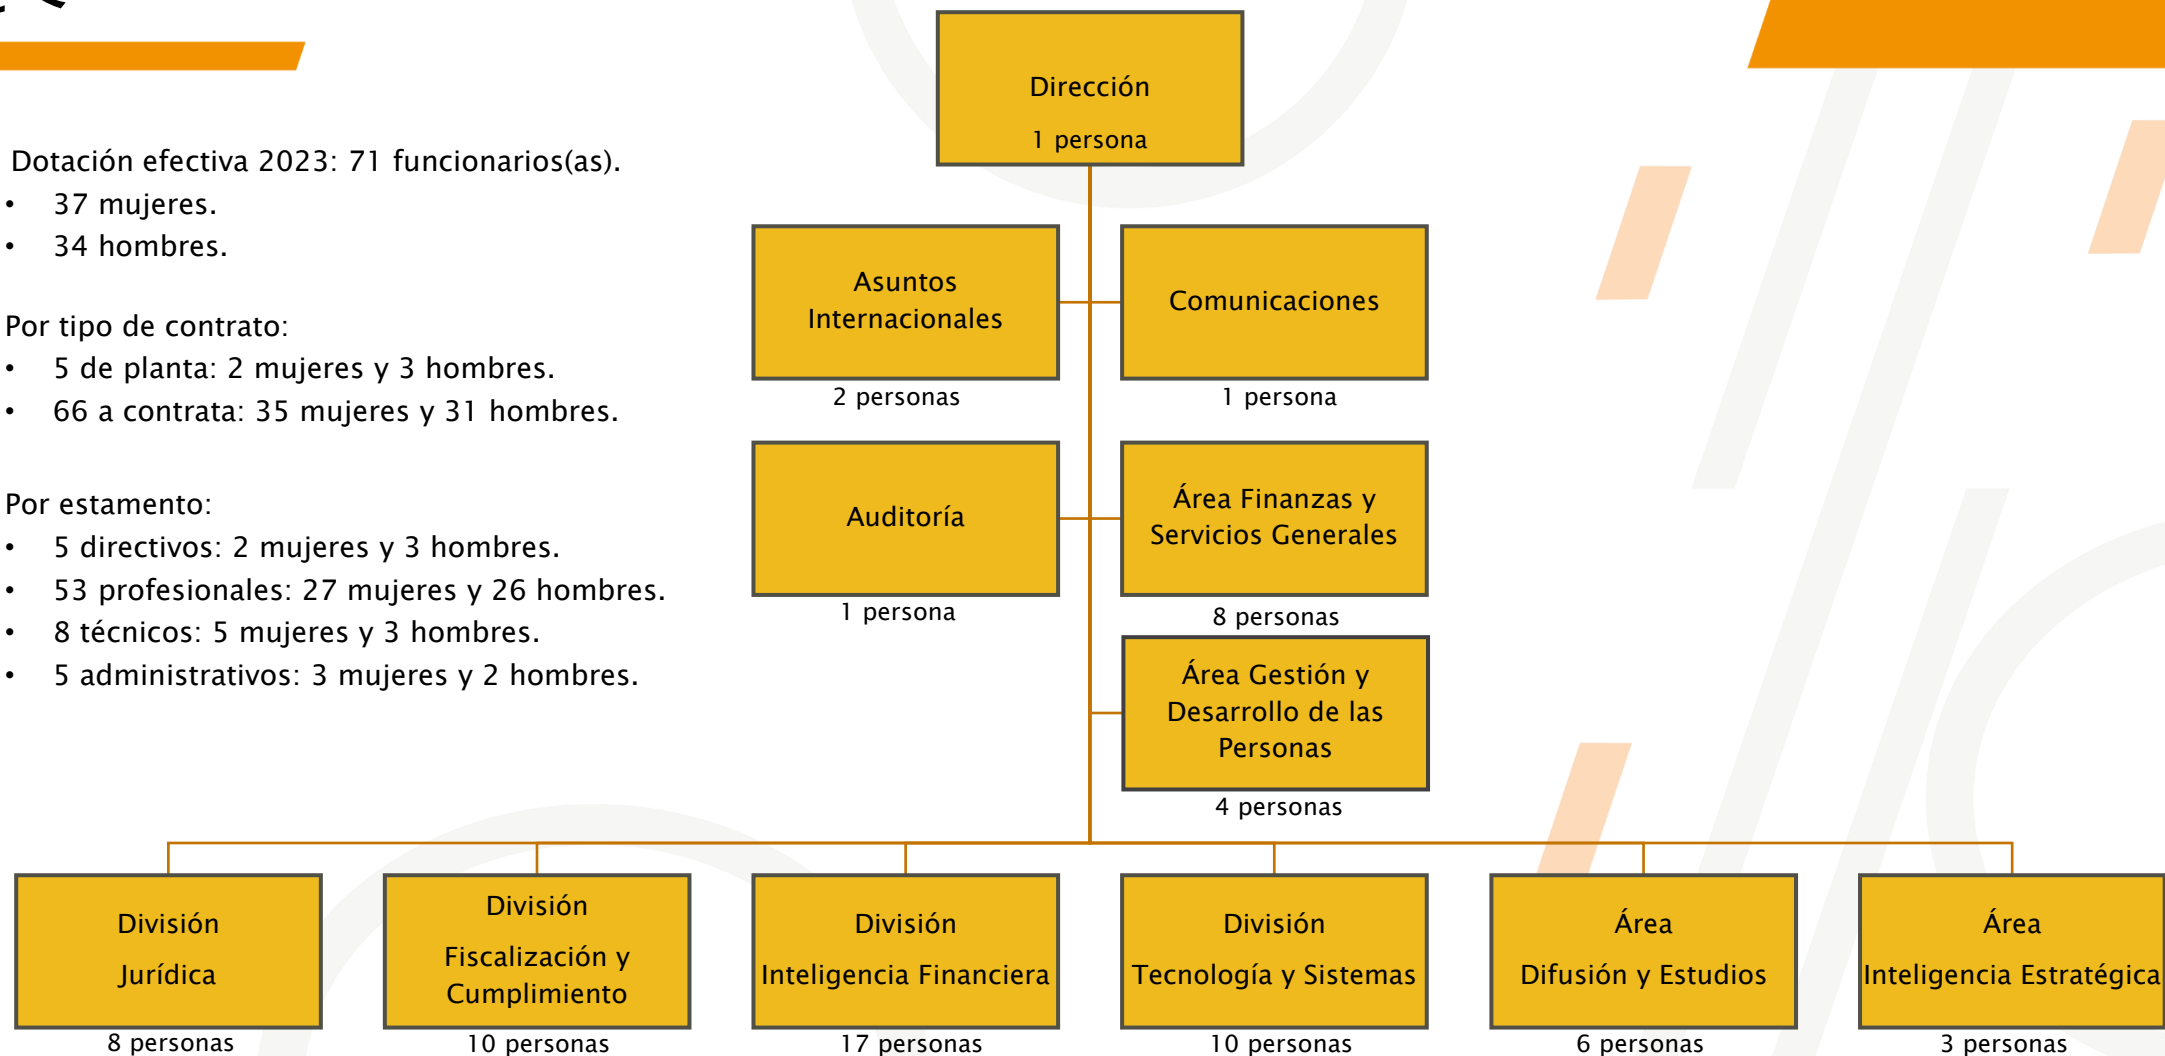 Dotación efectiva 2023: 71 funcionarios(as).
• 37 mujeres.
• 34 hombres.
Por tipo de contrato:
• 5 de planta: 2 mujeres y 3 hombres.
• 66 a contrata: 35 mujeres y 31 hombres.
Por estamento:
• 5 directivos: 2 mujeres y 3 hombres.
• 53 profesionales: 27 mujeres y 26 hombres.
• 8 técnicos: 5 mujeres y 3 hombres.
• 5 administrativos: 3 mujeres y 2 hombres.
Dirección
1 persona
Asuntos
Internacionales
2 personas
Comunicaciones
1 persona
Auditoría
1 persona
Área Finanzas y
Servicios Generales
8 personas
Área Gestión y
Desarrollo de las
Personas
4 personas
División
Jurídica
8 personas
División
Fiscalización y
Cumplimiento
10 personas
División
Inteligencia Financiera
17 personas
División
Tecnología y Sistemas
10 personas
Área
Difusión y Estudios
6 personas
Área
Inteligencia Estratégica
3 personas